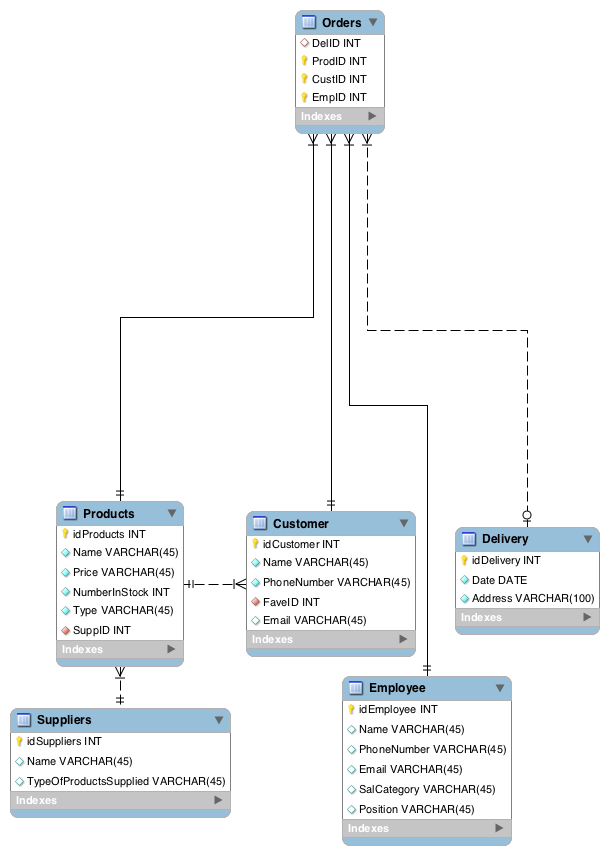 Orders
DelID INT
ProdID INT
CustID INT
EmpID INT
Indexes
Products
idProducts INT
Name VARCHAR(45)
Price VARCHAR(45)
NumberInStock INT
Type VARCHAR(45)
SuppID INT
Indexes
Customer
idCustomer INT
Name VARCHAR(45)
PhoneNumber VARCHAR(45)
FaveID INT
Email VARCHAR(45)
Indexes
Delivery
idDelivery INT
Date DATE
Address VARCHAR(100)
Indexes
Suppliers
idSuppliers INT
Name VARCHAR(45)
TypeOfProductsSupplied VARCHAR(45)
Indexes
Employee
idEmployee INT
Name VARCHAR(45)
PhoneNumber VARCHAR(45)
Email VARCHAR(45)
SalCategory VARCHAR(45)
Position VARCHAR(45)
Indexes